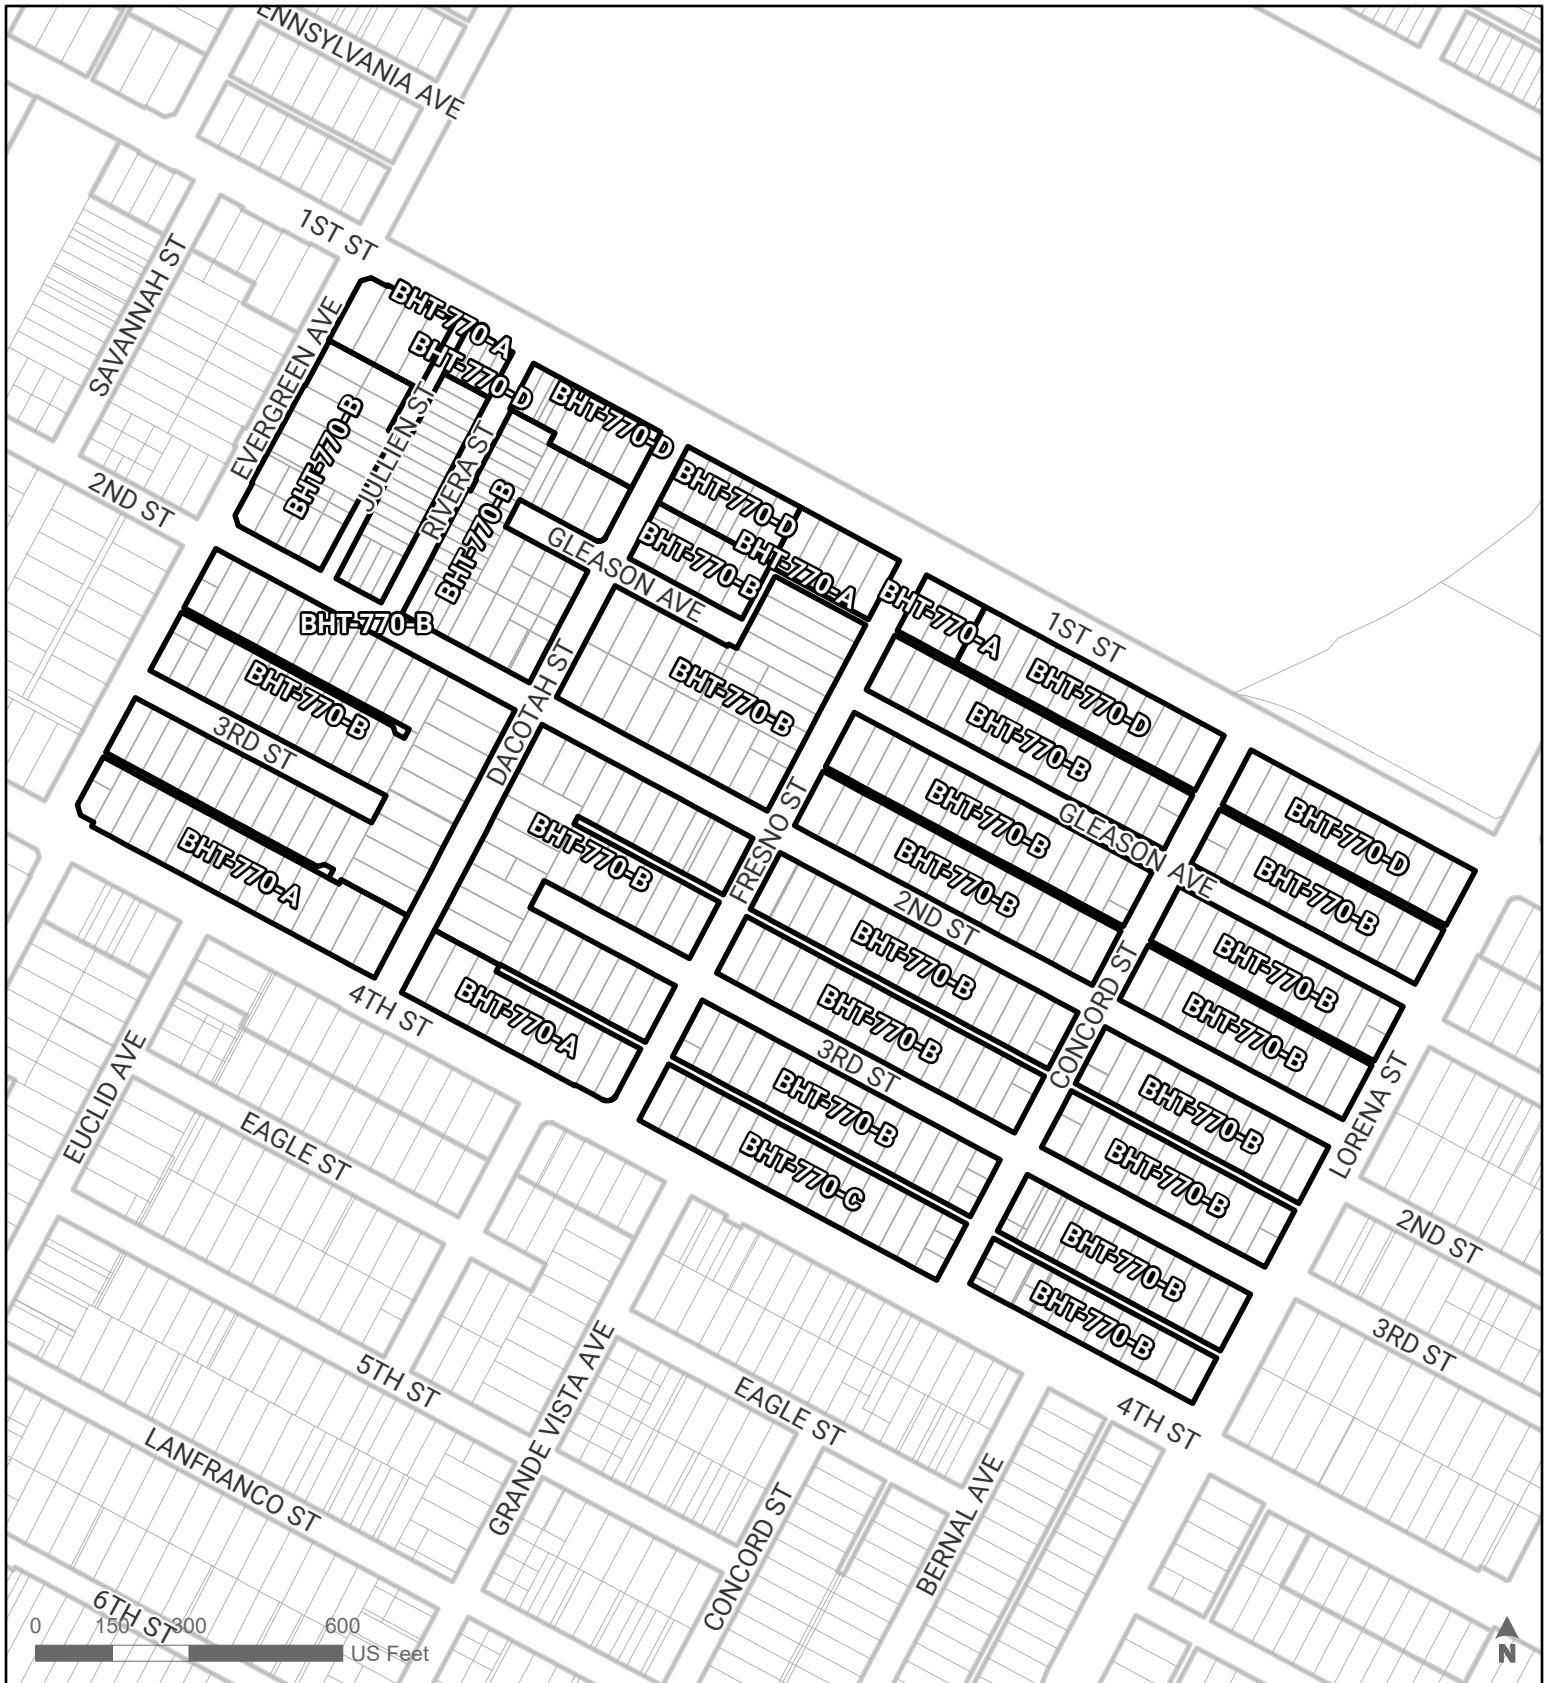 ENNSYLVANIA AVE
1ST ST
SAVANNAH ST
EVERGREEN AVE
BHT-770-A
BHT-770-D
BHT-770-D
BHT-770-B
JULLIEN ST
RIVERA ST
BHT-770-B
2ND ST
BHT-770-D
BHT-770-B
BHT-770-A
GLEASON AVE
BHT-770-A
1ST ST
BHT-770-B
BHT-770-B
3RD ST
DACOTAH ST
BHT-770-B
BHT-770-D
BHT-770-B
BHT-770-D
BHT-770-A
BHT-770-B
FRESNO ST
BHT-770-B
GLEASON AVE
BHT-770-B
BHT-770-B
2ND ST
BHT-770-B
BHT-770-B
4TH ST
BHT-770-A
BHT-770-B
CONCORD ST
BHT-770-B
EUCLID AVE
3RD ST
BHT-770-B
BHT-770-B
LORENA ST
EAGLE ST
BHT-770-C
BHT-770-B
2ND ST
BHT-770-B
BHT-770-B
3RD ST
5TH ST
GRANDE VISTA AVE
EAGLE ST
4TH ST
LANFRANCO ST
CONCORD ST
BERNAL AVE
6TH ST
0 150 300 600
US Feet
N